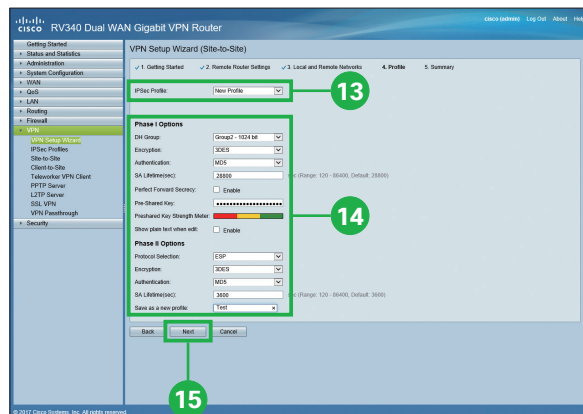 cisco RV340 Dual WAN Gigabit VPN Router
cisco (admin) Log Out About Help
Getting Started
Status and Statistics
Administration
System Configuration
WAN
QoS
LAN
Routing
Firewall
VPN
VPN Setup Wizard
IPSec Profiles
Site-to-Site
Client-to-Site
Teleworker VPN Client
PPTP Server
L2TP Server
SSL VPN
VPN Passthrough
Security
VPN Setup Wizard (Site-to-Site)
1. Getting Started 2. Remote Router Settings 3. Local and Remote Networks 4. Profile 5. Summary
IPSec Profile: New Profile
13
Phase I Options
DH Group: Group2 - 1024 bit
Encryption: 3DES
Authentication: MD5
SA Lifetime(sec): 28800 sec (Range: 120 - 86400, Default: 28800)
Perfect Forward Secrecy: Enable
Pre-Shared Key:
Preshared Key Strength Meter:
14
Show plain text when edit: Enable
Phase II Options
Protocol Selection: ESP
Encryption: 3DES
Authentication: MD5
SA Lifetime(sec): 3600 sec (Range: 120 - 86400, Default: 3600)
Save as a new profile: Test x
Back Next Cancel
15
© 2017 Cisco Systems, Inc. All rights reserved